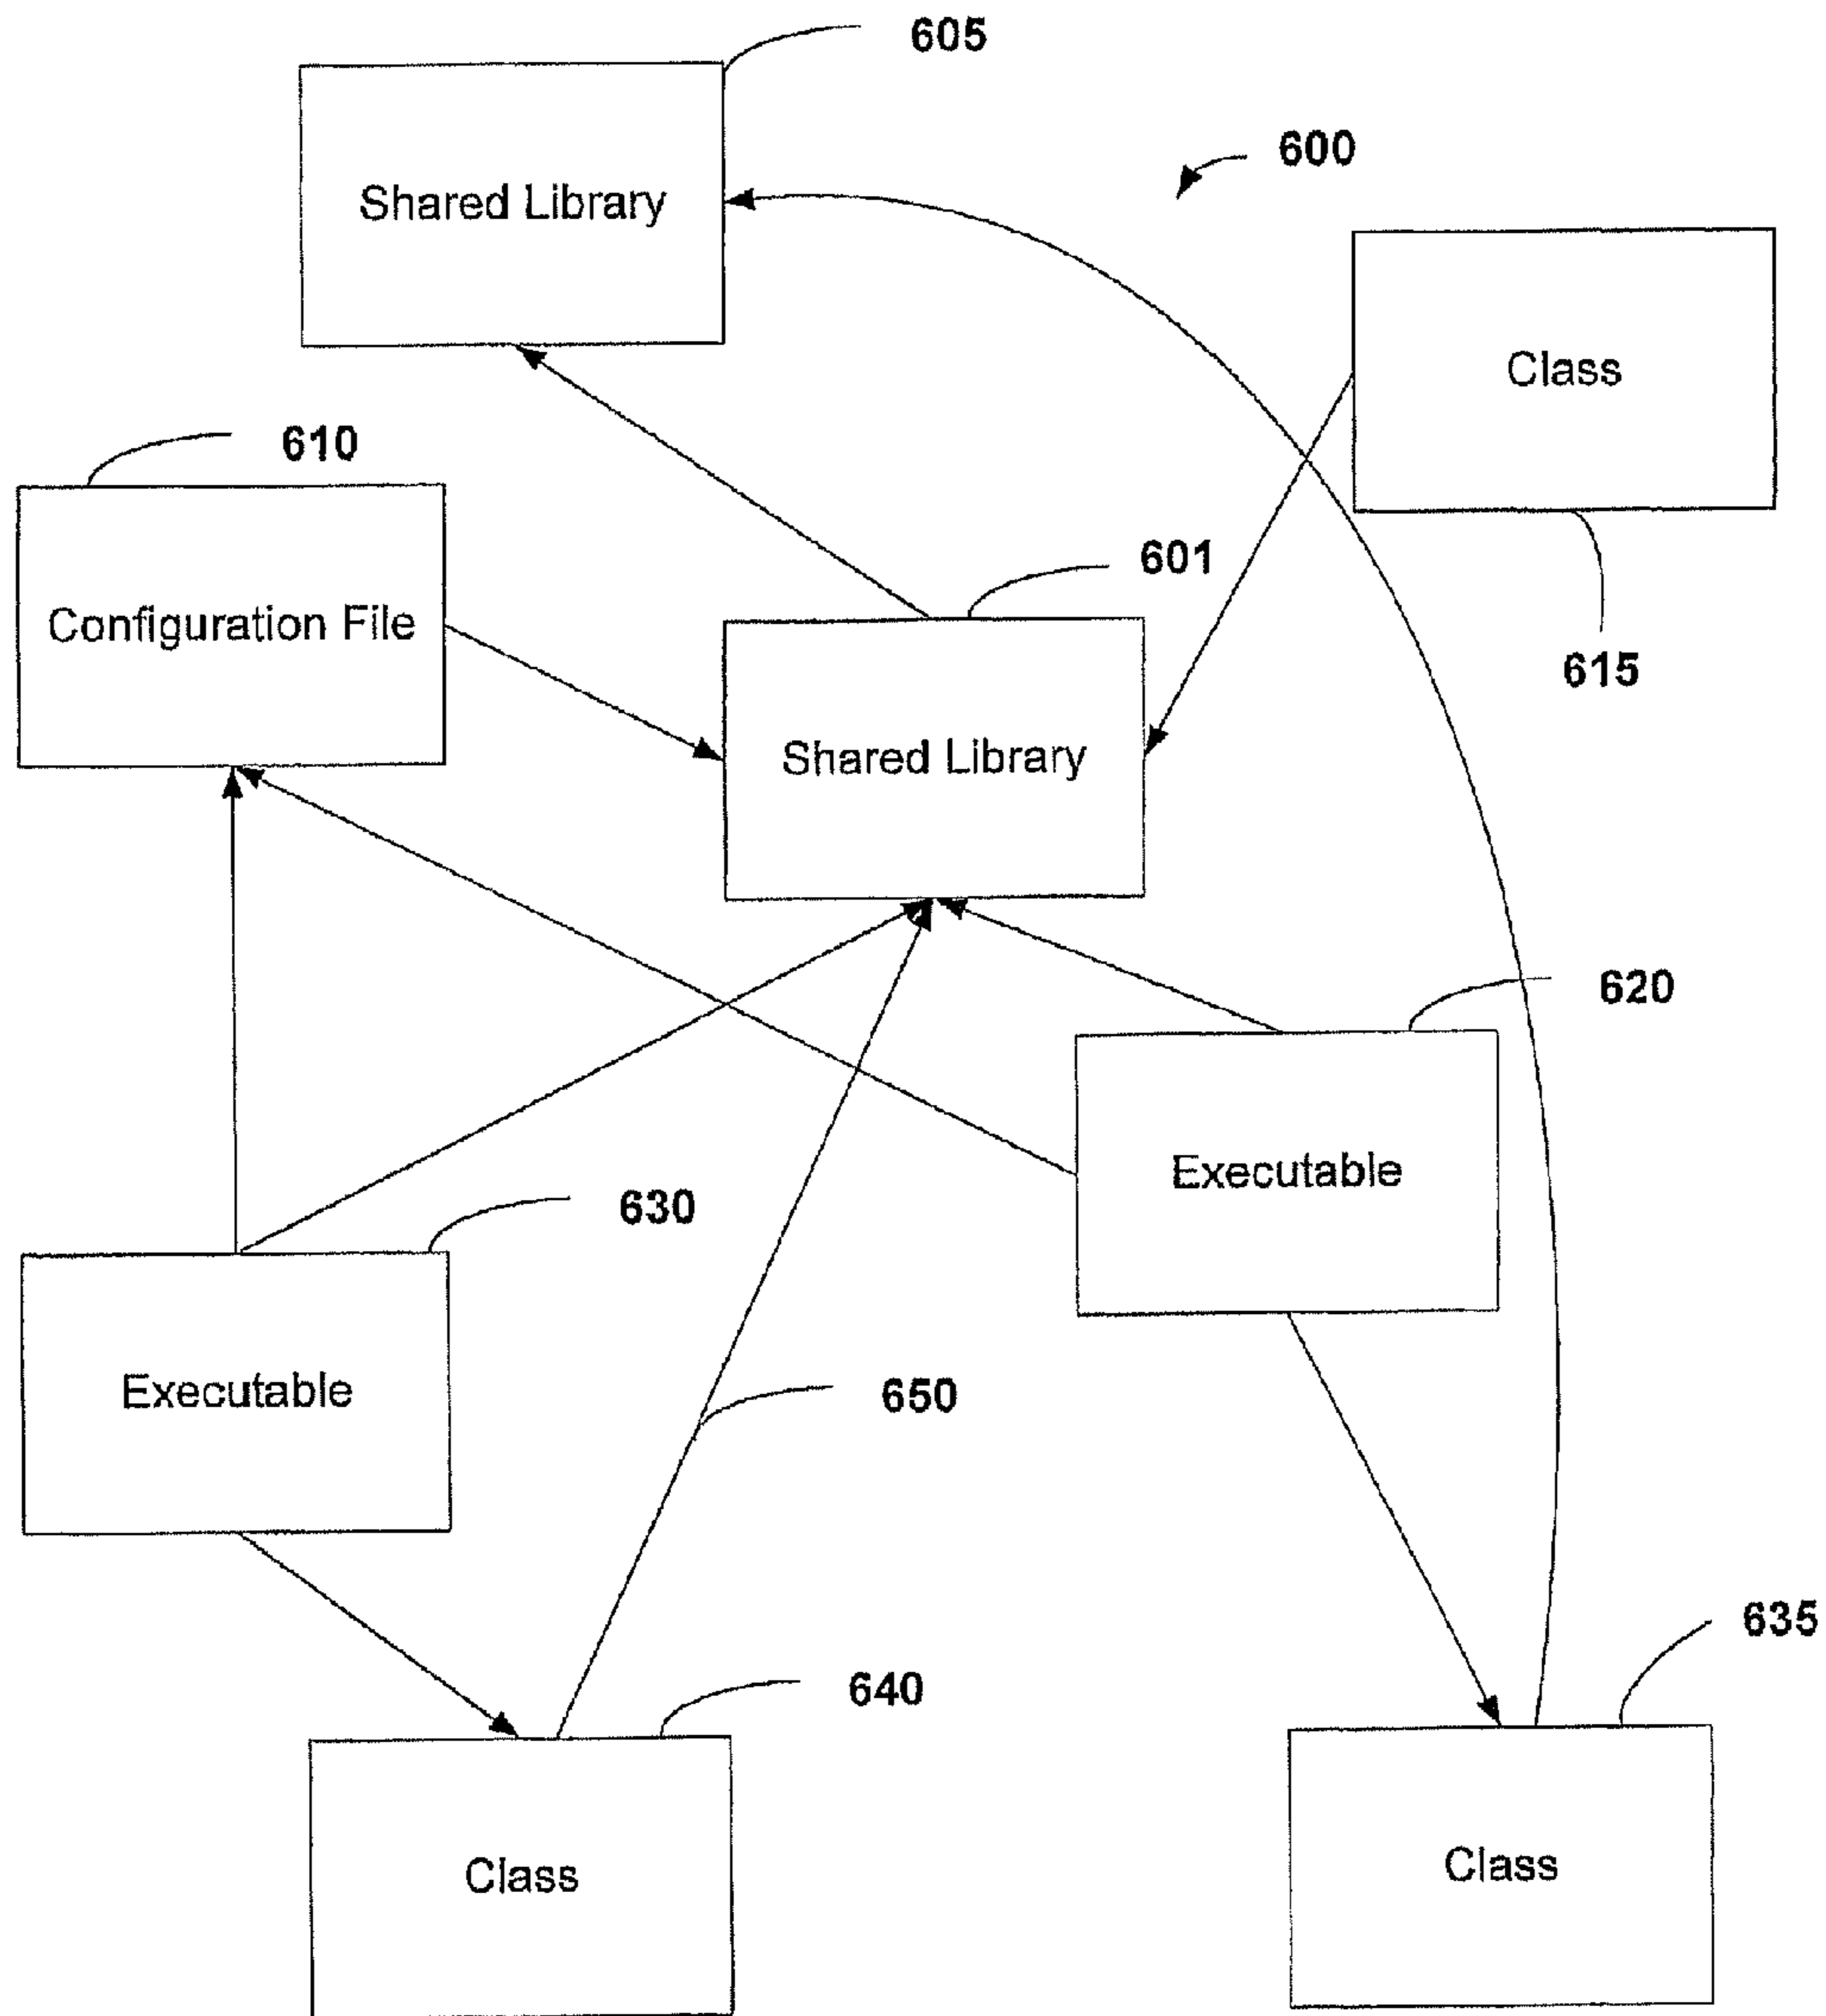 605
Shared Library
600
Class
610
601
Configuration File
615
Shared Library
620
Executable
630
Executable
650
635
640
Class
Class